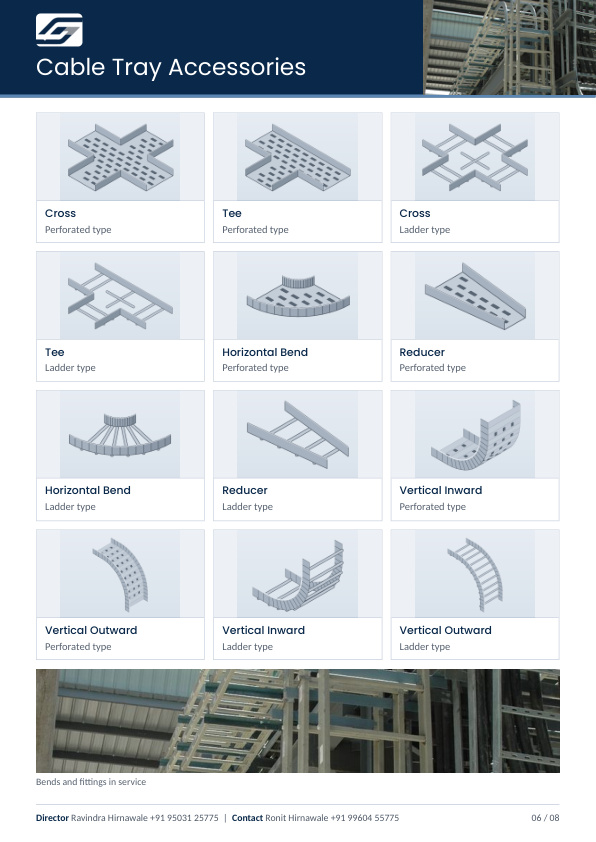 Cable Tray Accessories
Cross
Perforated type
Tee
Perforated type
Cross
Ladder type
Tee
Ladder type
Horizontal Bend
Perforated type
Reducer
Perforated type
Horizontal Bend
Ladder type
Reducer
Ladder type
Vertical Inward
Perforated type
Vertical Outward
Perforated type
Vertical Inward
Ladder type
Vertical Outward
Ladder type
Bends and fittings in service
Director Ravindra Hirnawale +91 95031 25775 | Contact Ronit Hirnawale +91 99604 55775
06 / 08